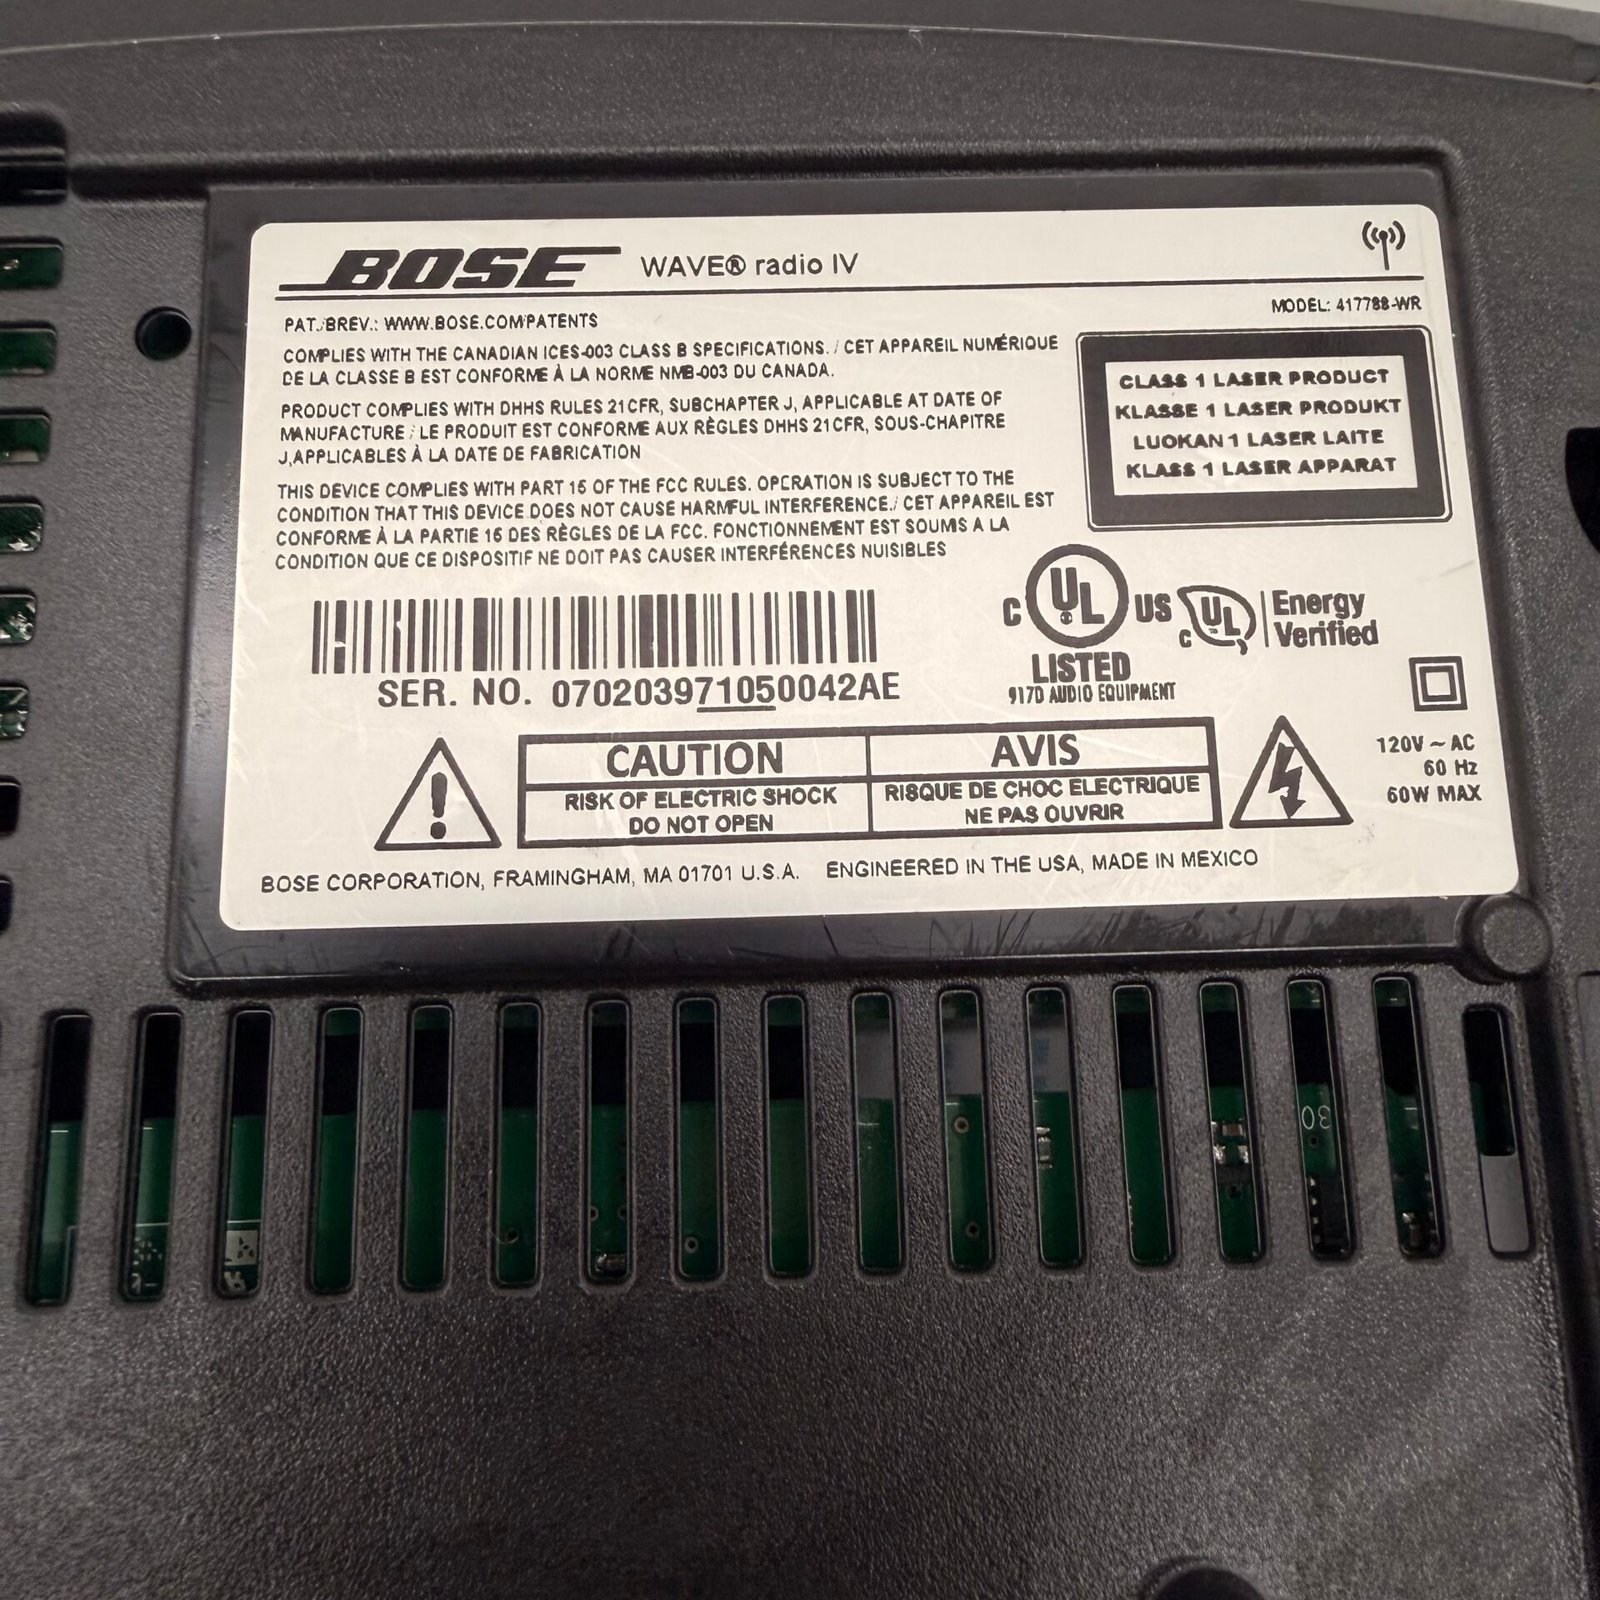 BOSE WAVE® radio IV
MODEL: 417788-WR
PAT./BREV.: WWW.BOSE.COM/PATENTS
COMPLIES WITH THE CANADIAN ICES-003 CLASS B SPECIFICATIONS. / CET APPAREIL NUMÉRIQUE
DE LA CLASSE B EST CONFORME À LA NORME NMB-003 DU CANADA.
PRODUCT COMPLIES WITH DHHS RULES 21CFR, SUBCHAPTER J, APPLICABLE AT DATE OF
MANUFACTURE / LE PRODUIT EST CONFORME AUX RÈGLES DHHS 21CFR, SOUS-CHAPITRE
J,APPLICABLES À LA DATE DE FABRICATION
THIS DEVICE COMPLIES WITH PART 15 OF THE FCC RULES. OPERATION IS SUBJECT TO THE
CONDITION THAT THIS DEVICE DOES NOT CAUSE HARMFUL INTERFERENCE./ CET APPAREIL EST
CONFORME À LA PARTIE 15 DES RÈGLES DE LA FCC. FONCTIONNEMENT EST SOUMIS A LA
CONDITION QUE CE DISPOSITIF NE DOIT PAS CAUSER INTERFÉRENCES NUISIBLES
CLASS 1 LASER PRODUCT
KLASSE 1 LASER PRODUKT
LUOKAN 1 LASER LAITE
KLASS 1 LASER APPARAT
SER. NO. 070203971050042AE
C UL US
LISTED
917D AUDIO EQUIPMENT
C UL Energy
Verified
120V ~ AC
60 Hz
60W MAX
CAUTION
RISK OF ELECTRIC SHOCK
DO NOT OPEN
AVIS
RISQUE DE CHOC ELECTRIQUE
NE PAS OUVRIR
BOSE CORPORATION, FRAMINGHAM, MA 01701 U.S.A. ENGINEERED IN THE USA, MADE IN MEXICO